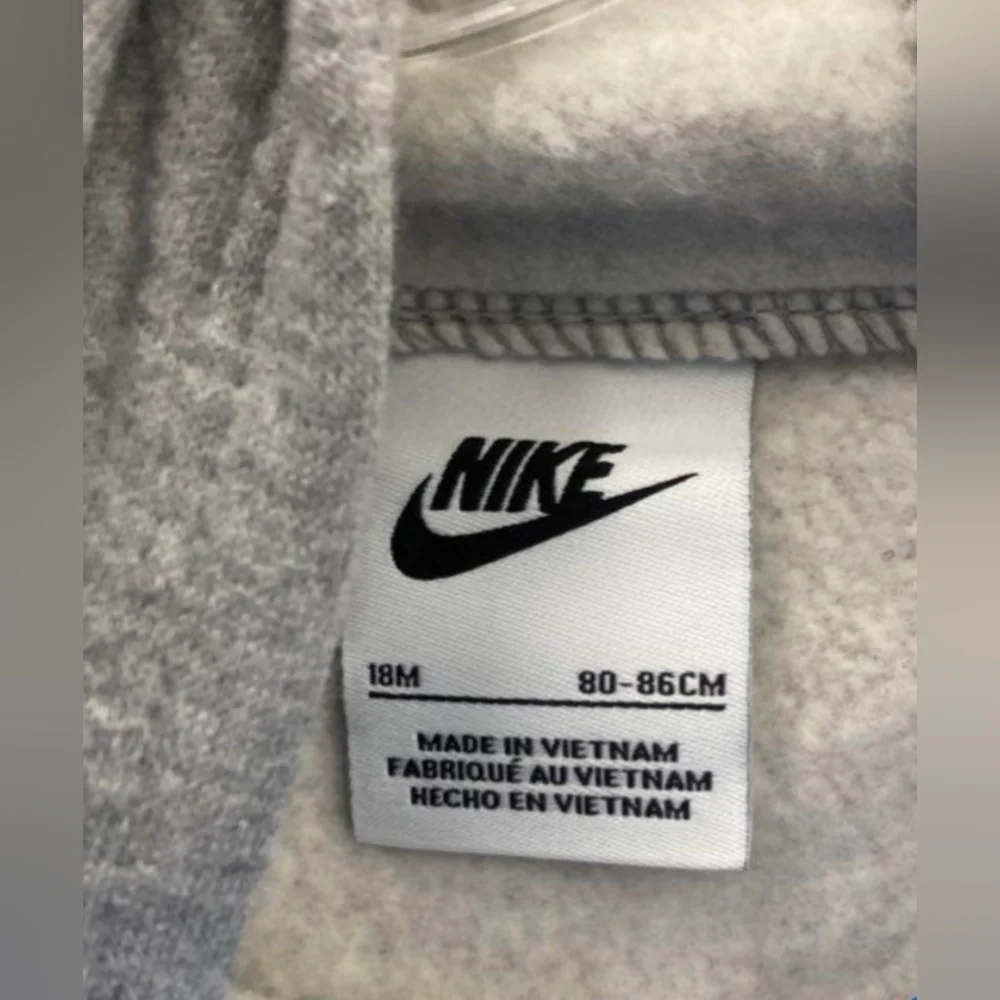 NIKE
18M 80-86CM
MADE IN VIETNAM
FABRIQUÉ AU VIETNAM
HECHO EN VIETNAM